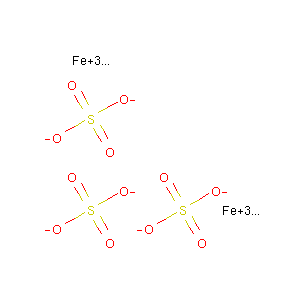 Fe+3...
O O-
S
-O O
O O- O O-
S S Fe+3...
-O O -O O